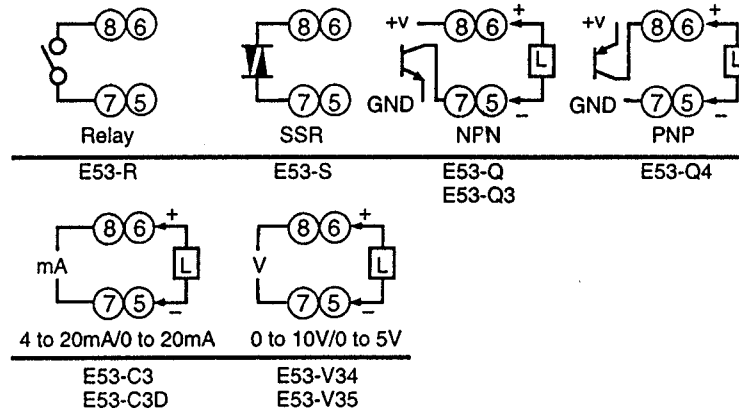 8 6
7 5
Relay
E53-R
8 6
7 5
SSR
E53-S
+v 8 6 +
L
GND 7 5 −
NPN
E53-Q
E53-Q3
+v 8 6 +
L
GND 7 5 −
PNP
E53-Q4
8 6 +
mA L
7 5 −
4 to 20mA/0 to 20mA
E53-C3
E53-C3D
8 6 +
V L
7 5 −
0 to 10V/0 to 5V
E53-V34
E53-V35